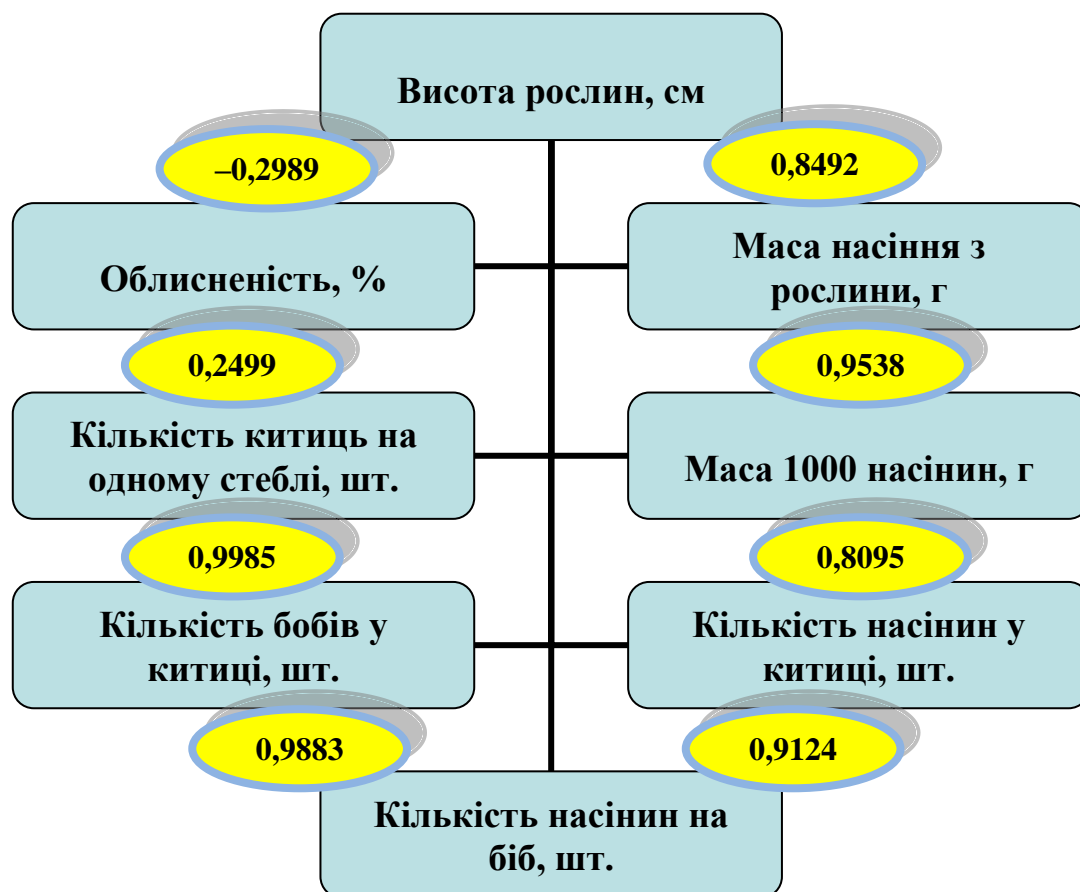 Висота рослин, см
–0,2989
0,8492
Облисненість, %
Маса насіння з
рослини, г
0,2499
0,9538
Кількість китиць на
одному стеблі, шт.
Маса 1000 насінин, г
0,9985
0,8095
Кількість бобів у
китиці, шт.
Кількість насінин у
китиці, шт.
0,9883
0,9124
Кількість насінин на
біб, шт.